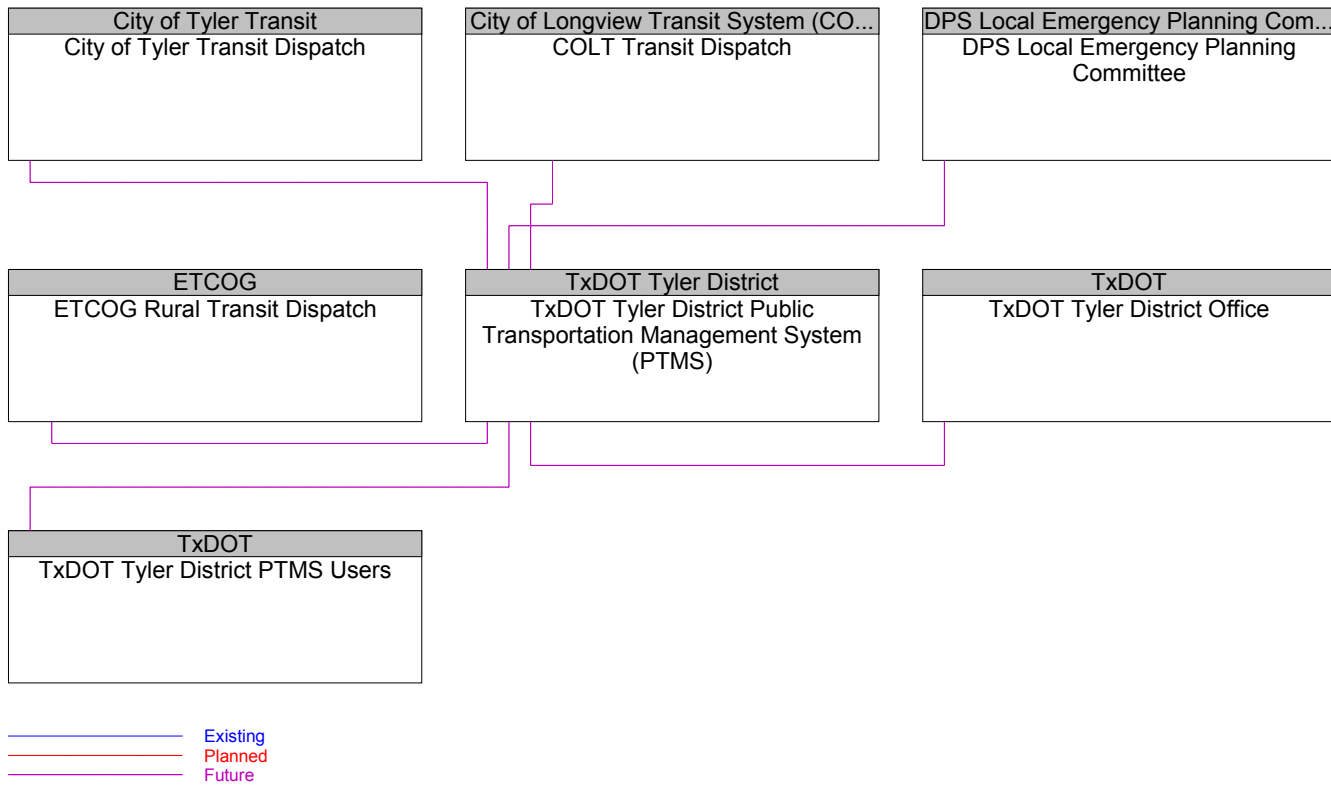 City of Tyler Transit
City of Tyler Transit Dispatch
City of Longview Transit System (CO...
COLT Transit Dispatch
DPS Local Emergency Planning Com...
DPS Local Emergency Planning
Committee
ETCOG
ETCOG Rural Transit Dispatch
TxDOT Tyler District
TxDOT Tyler District Public
Transportation Management System
(PTMS)
TxDOT
TxDOT Tyler District Office
TxDOT
TxDOT Tyler District PTMS Users
Existing
Planned
Future